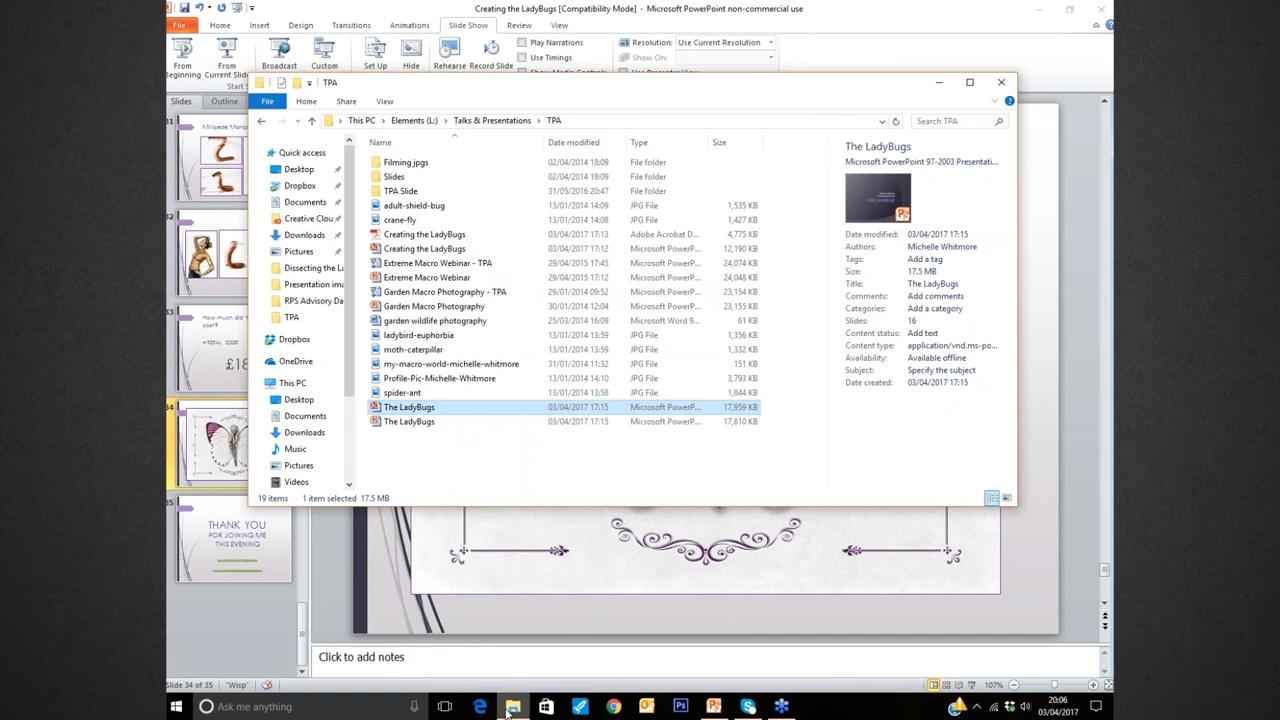 Creating the LadyBugs [Compatibility Mode] - Microsoft PowerPoint non-commercial use
File Home Insert Design Transitions Animations Slide Show Review View
Play Narrations
Use Timings
Resolution: Use Current Resolution
Show On:
From Beginning
From Current Slide
Broadcast
Custom
Set Up
Hide
Rehearse
Record Slide
Slides Outline
TPA
File Home Share View
This PC > Elements (L:) > Talks & Presentations > TPA
Search TPA
Quick access
Desktop
Dropbox
Documents
Creative Clou
Downloads
Pictures
Dissecting the La
Presentation ima
RPS Advisory Da
TPA
Dropbox
OneDrive
This PC
Desktop
Documents
Downloads
Music
Pictures
Videos
Name Date modified Type Size
Filming jpgs 02/04/2014 18:09 File folder
Slides 02/04/2014 18:09 File folder
TPA Slide 31/05/2016 20:47 File folder
adult-shield-bug 13/01/2014 14:09 JPG File 1,535 KB
crane-fly 13/01/2014 14:08 JPG File 1,427 KB
Creating the LadyBugs 03/04/2017 17:13 Adobe Acrobat D... 4,775 KB
Creating the LadyBugs 03/04/2017 17:12 Microsoft PowerP... 12,190 KB
Extreme Macro Webinar - TPA 29/04/2015 17:45 Microsoft PowerP... 24,074 KB
Extreme Macro Webinar 29/04/2015 17:12 Microsoft PowerP... 24,048 KB
Garden Macro Photography - TPA 29/01/2014 09:52 Microsoft PowerP... 23,154 KB
Garden Macro Photography 30/01/2014 12:04 Microsoft PowerP... 23,155 KB
garden wildlife photography 25/03/2014 16:09 Microsoft Word 9... 61 KB
ladybird-euphorbia 13/01/2014 13:59 JPG File 1,356 KB
moth-caterpillar 13/01/2014 13:59 JPG File 1,332 KB
my-macro-world-michelle-whitmore 31/01/2014 11:32 JPG File 151 KB
Profile-Pic-Michelle-Whitmore 13/01/2014 14:10 JPG File 3,793 KB
spider-ant 13/01/2014 13:58 JPG File 1,844 KB
The LadyBugs 03/04/2017 17:15 Microsoft PowerP... 17,959 KB
The LadyBugs 03/04/2017 17:15 Microsoft PowerP... 17,610 KB
The LadyBugs
Microsoft PowerPoint 97-2003 Presentati...
Date modified: 03/04/2017 17:15
Authors: Michelle Whitmore
Tags: Add a tag
Size: 17.5 MB
Title: The LadyBugs
Comments: Add comments
Categories: Add a category
Slides: 16
Content status: Add text
Content type: application/vnd.ms-po...
Availability: Available offline
Subject: Specify the subject
Date created: 03/04/2017 17:15
19 items 1 item selected 17.5 MB
31
32
33
34
35
THANK YOU
FOR JOINING ME
THIS EVENING
Click to add notes
Slide 34 of 35 "Wisp"
107%
Ask me anything
20:06
03/04/2017